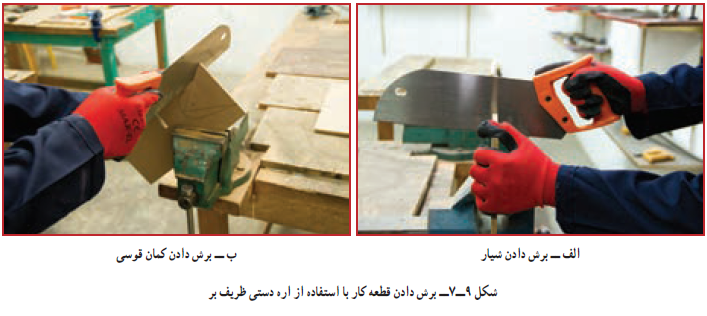 الف ــ برش دادن شیار
ب ــ برش دادن کمان قوسی
شکل ۹ــ۷ــ برش دادن قطعه کار با استفاده از اره دستی ظریف بر